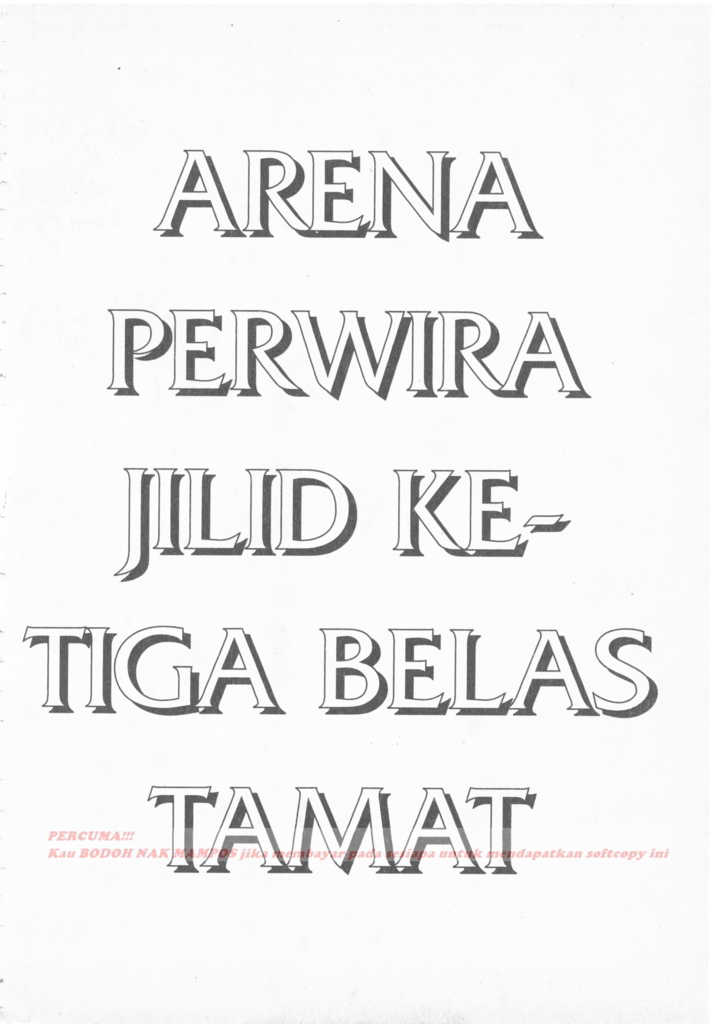 ARENA
PERWIRA
JILID KE-
TIGA BELAS
TAMAT
PERCUMA!!!
Kau BODOH NAK MAMPOS jika membayar pada sesiapa untuk mendapatkan softcopy ini